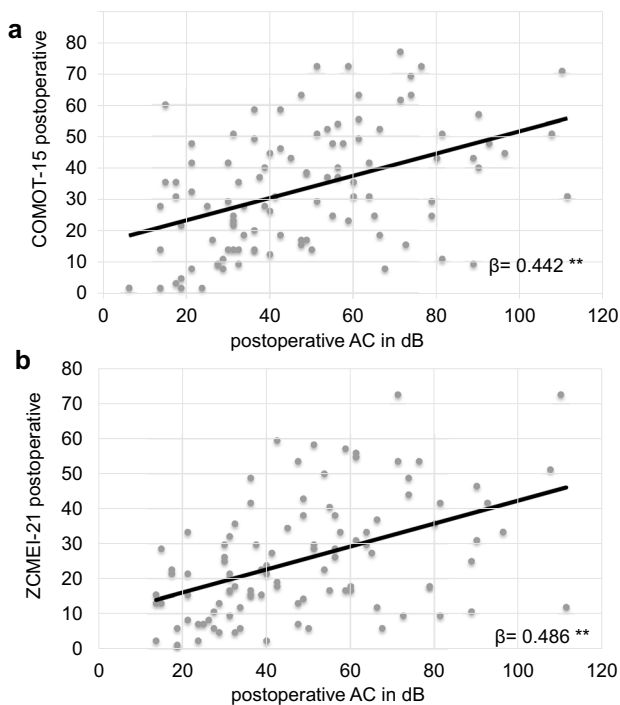 a
COMOT-15 postoperative
80
70
60
50
40
30
20
10
0
0 20 40 60 80 100 120
β= 0.442 **
postoperative AC in dB
b
ZCMEI-21 postoperative
80
70
60
50
40
30
20
10
0
0 20 40 60 80 100 120
β= 0.486 **
postoperative AC in dB